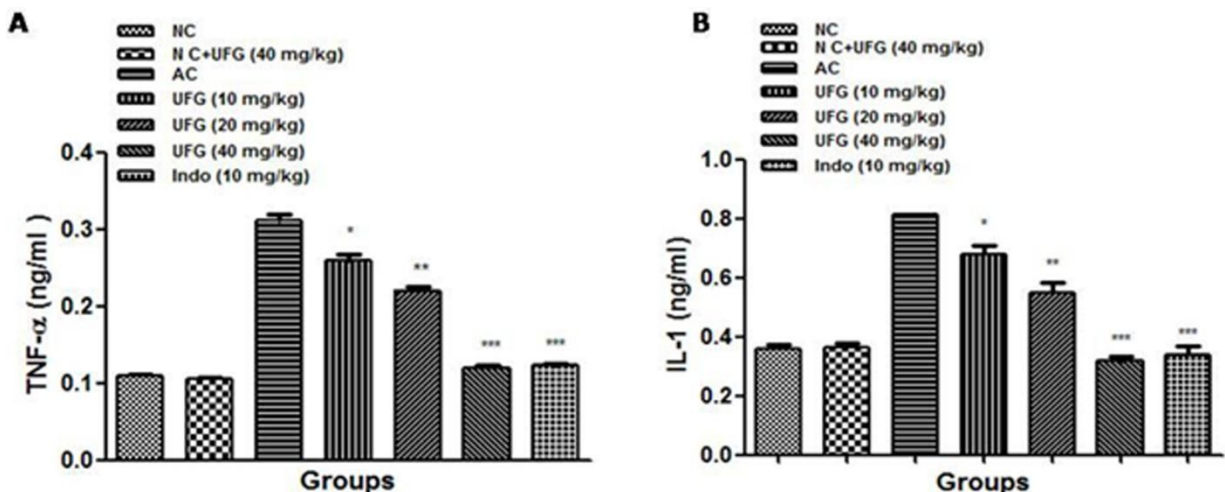 A
NC
N C+UFG (40 mg/kg)
AC
UFG (10 mg/kg)
UFG (20 mg/kg)
UFG (40 mg/kg)
Indo (10 mg/kg)
0.4
0.3
0.2
0.1
0.0
TNF-α (ng/ml )
*
**
***
***
Groups
B
NC
N C+UFG (40 mg/kg)
AC
UFG (10 mg/kg)
UFG (20 mg/kg)
UFG (40 mg/kg)
Indo (10 mg/kg)
1.0
0.8
0.6
0.4
0.2
0.0
IL-1 (ng/ml)
*
**
***
***
Groups